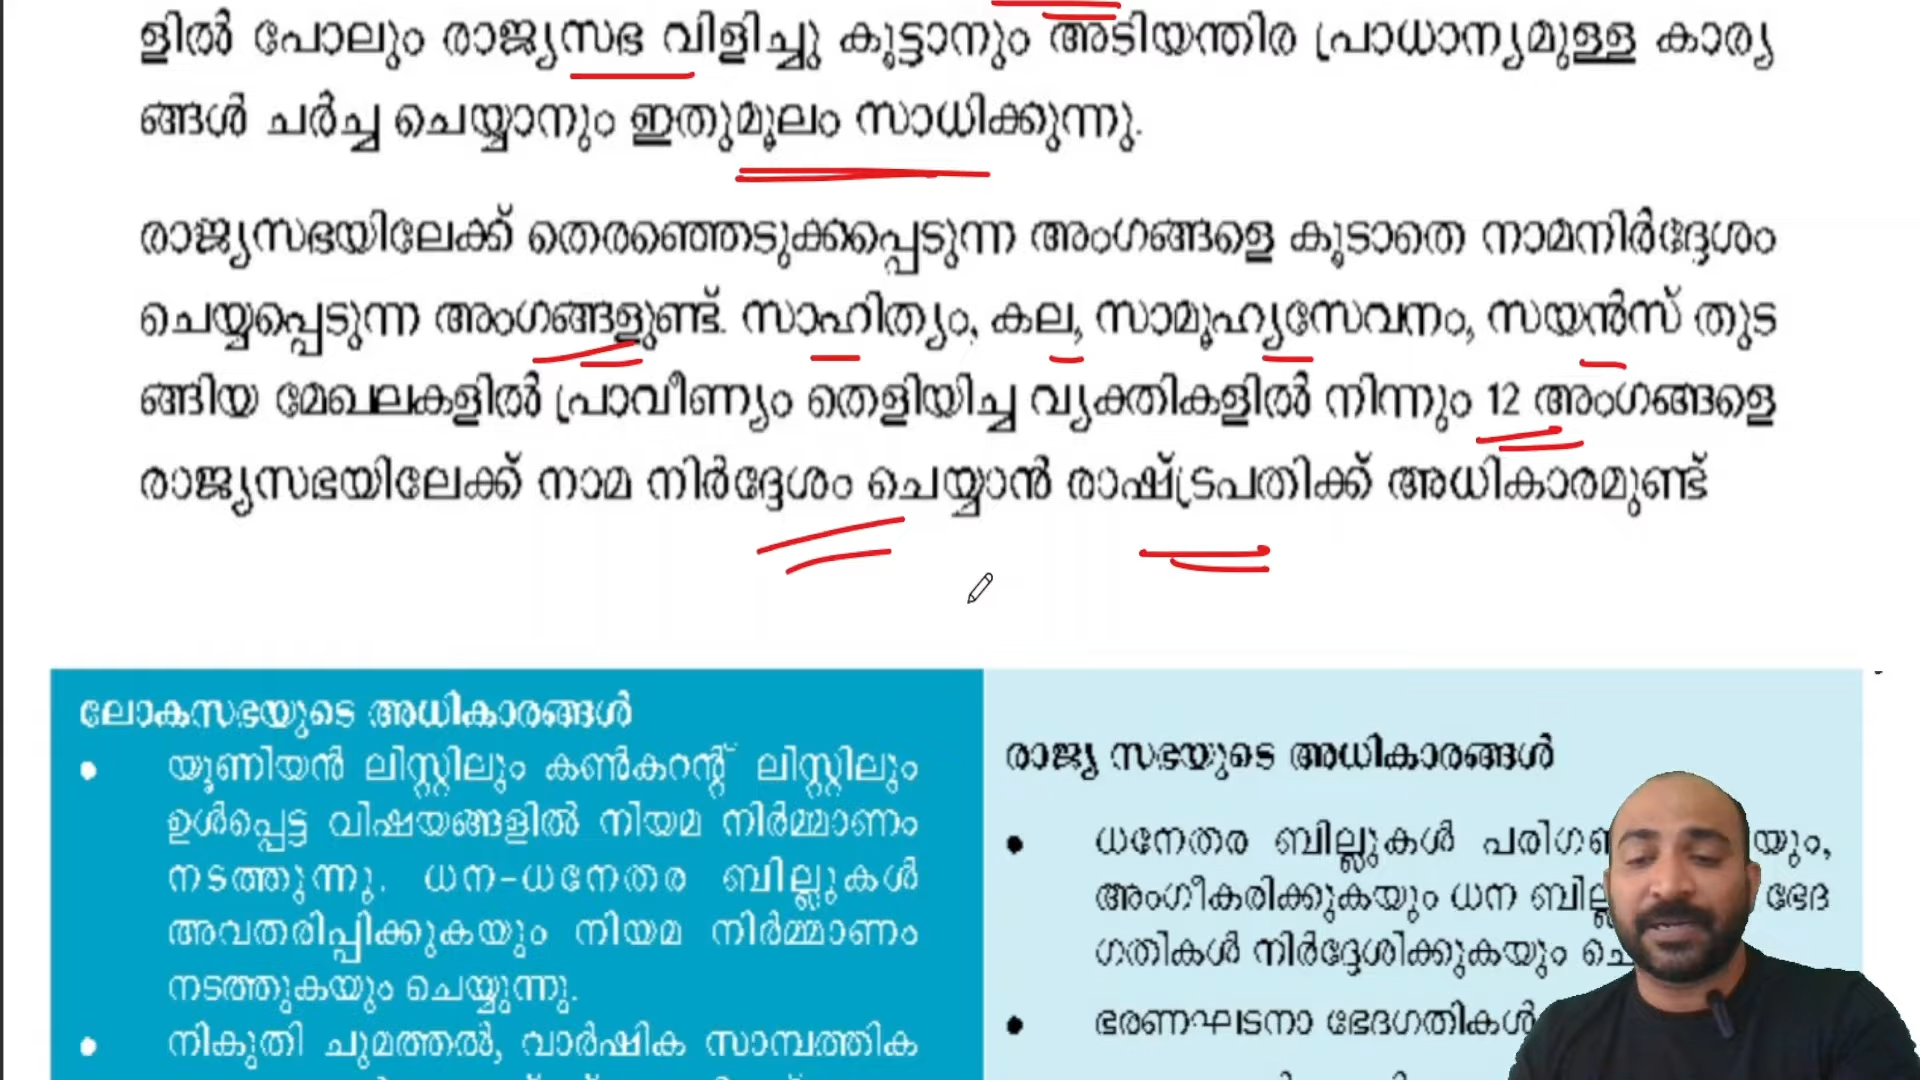 ളിൽ പോലും രാജ്യസഭ വിളിച്ചു കൂട്ടാനും അടിയന്തിര പ്രാധാന്യമുള്ള കാര്യ
ങ്ങൾ ചർച്ച ചെയ്യാനും ഇതുമൂലം സാധിക്കുന്നു.
രാജ്യസഭയിലേക്ക് തെരഞ്ഞെടുക്കപ്പെടുന്ന അംഗങ്ങളെ കൂടാതെ നാമനിർദ്ദേശം
ചെയ്യപ്പെടുന്ന അംഗങ്ങളുണ്ട്. സാഹിത്യം, കല, സാമൂഹ്യസേവനം, സയൻസ് തുട
ങ്ങിയ മേഖലകളിൽ പ്രാവീണ്യം തെളിയിച്ച വ്യക്തികളിൽ നിന്നും 12 അംഗങ്ങളെ
രാജ്യസഭയിലേക്ക് നാമ നിർദ്ദേശം ചെയ്യാൻ രാഷ്ട്രപതിക്ക് അധികാരമുണ്ട്
ലോകസഭയുടെ അധികാരങ്ങൾ
• യൂണിയൻ ലിസ്റ്റിലും കൺകറന്റ് ലിസ്റ്റിലും
ഉൾപ്പെട്ട വിഷയങ്ങളിൽ നിയമ നിർമ്മാണം
നടത്തുന്നു. ധന-ധനേതര ബില്ലുകൾ
അവതരിപ്പിക്കുകയും നിയമ നിർമ്മാണം
നടത്തുകയും ചെയ്യുന്നു.
• നികുതി ചുമത്തൽ, വാർഷിക സാമ്പത്തിക
രാജ്യ സഭയുടെ അധികാരങ്ങൾ
• ധനേതര ബില്ലുകൾ
അംഗീകരിക്കുകയും ധന ഭേദ
ഗതികൾ നിർദ്ദേശിക്കുകയും
• ഭരണഘടനാ ഭേദഗതികൾ